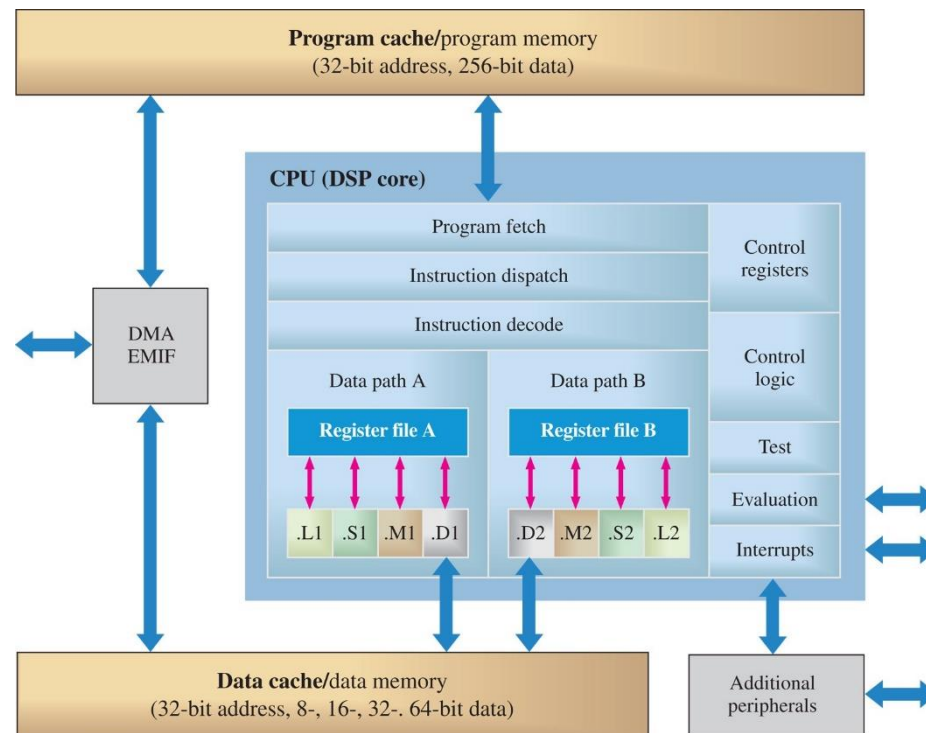 Program cache/program memory
(32-bit address, 256-bit data)
CPU (DSP core)
Program fetch
Instruction dispatch
Instruction decode
Control
registers
Control
logic
Test
Evaluation
Interrupts
DMA
EMIF
Data path A
Register file A
.L1 .S1 .M1 .D1
Data path B
Register file B
.D2 .M2 .S2 .L2
Data cache/data memory
(32-bit address, 8-, 16-, 32-. 64-bit data)
Additional
peripherals